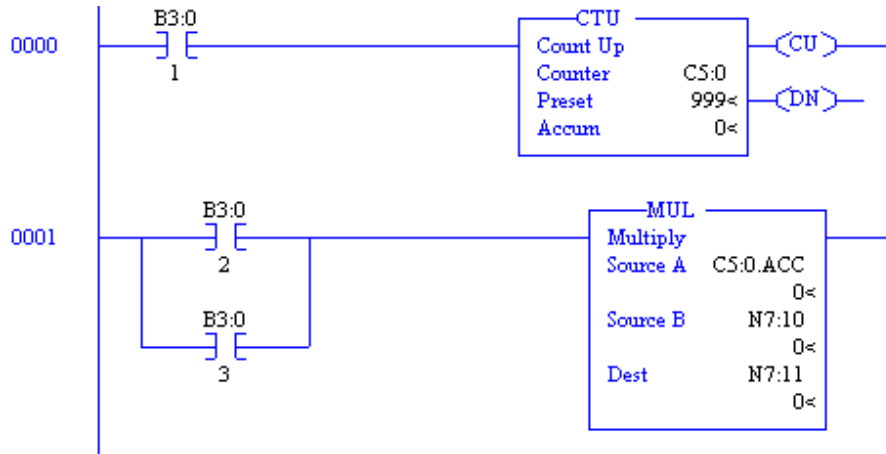 B3:0
CTU
0000
Count Up
CU
1
Counter C5:0
Preset 999<
DN
Accum 0<
B3:0
MUL
0001
Multiply
2
Source A C5:0.ACC
0<
B3:0
Source B N7:10
0<
3
Dest N7:11
0<